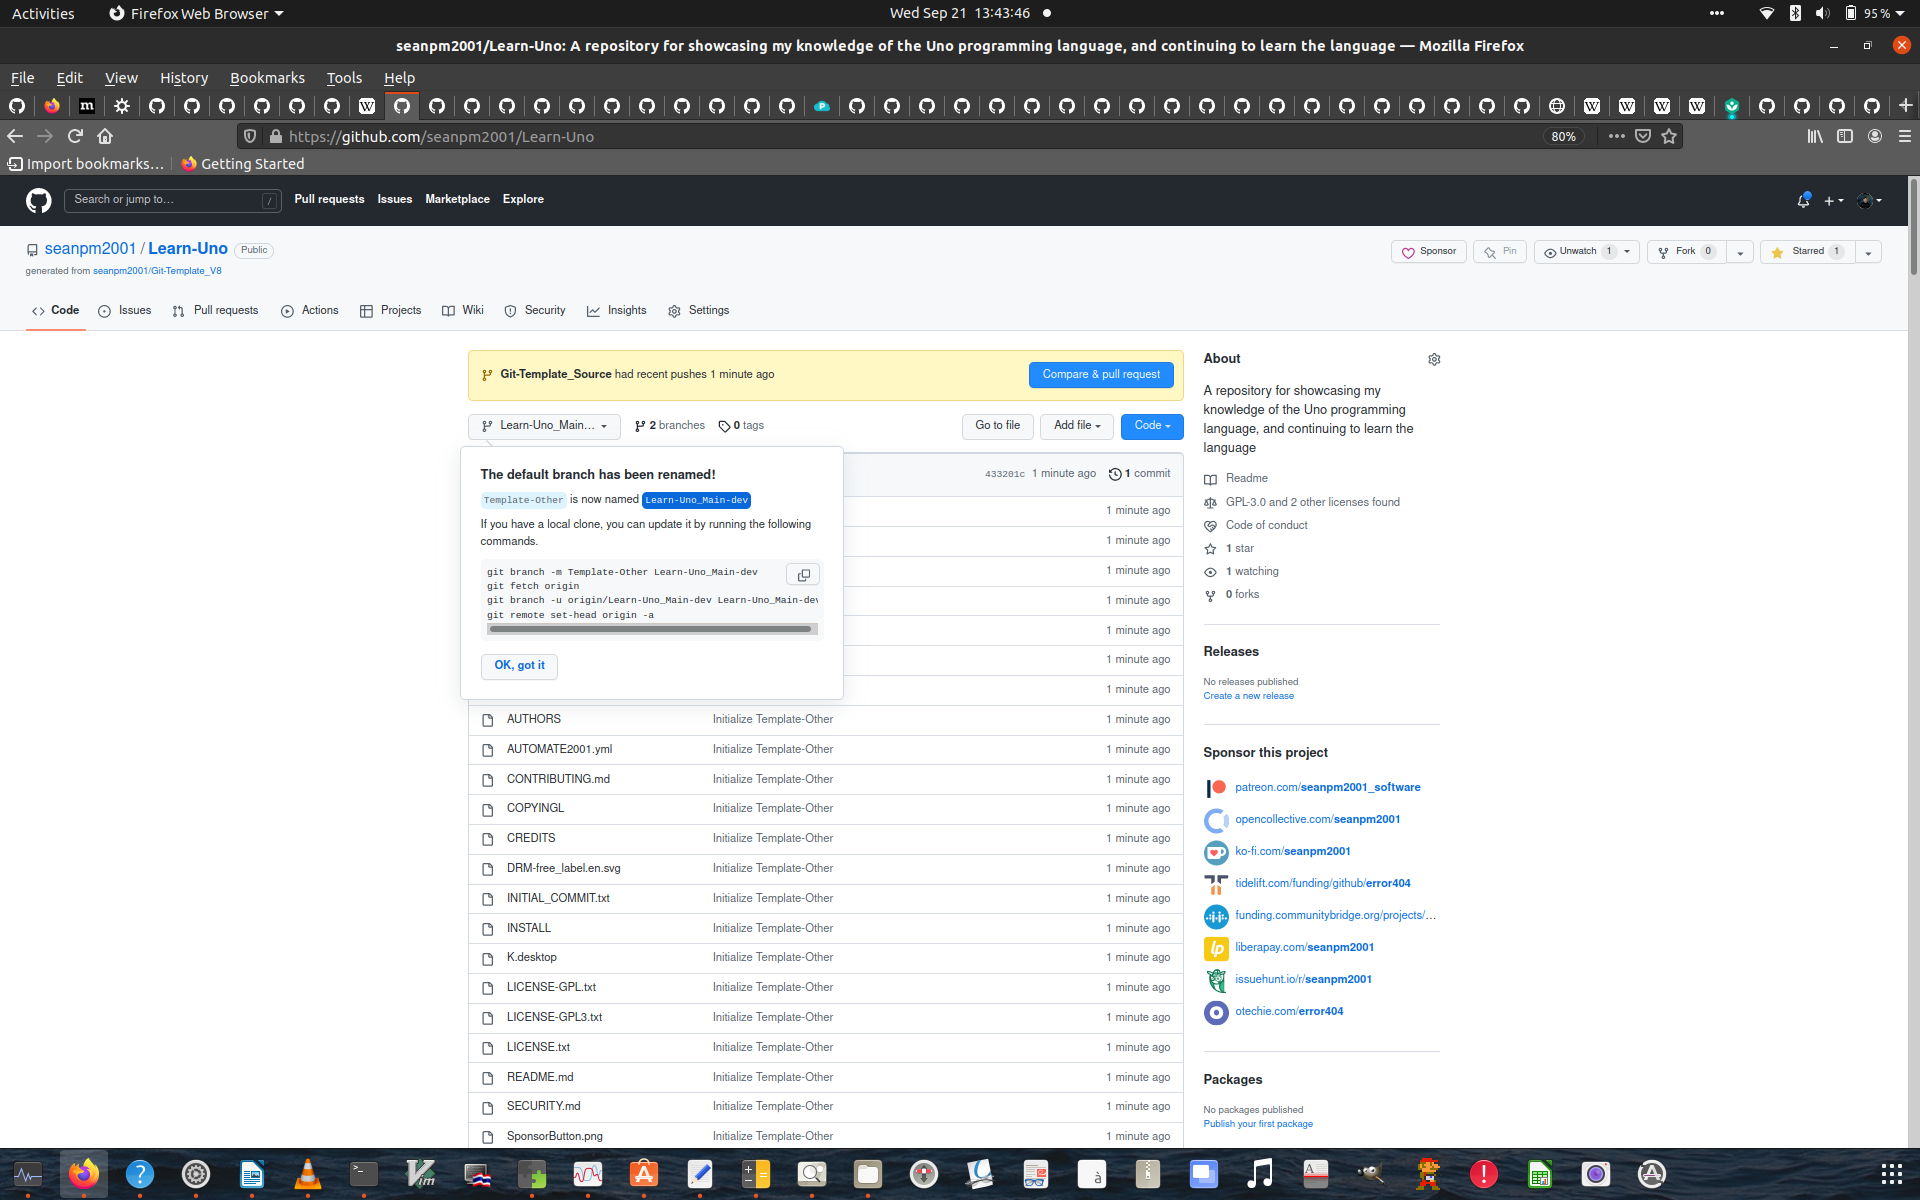 Activities
Firefox Web Browser
Wed Sep 21 13:43:46
95 %
seanpm2001/Learn-Uno: A repository for showcasing my knowledge of the Uno programming language, and continuing to learn the language — Mozilla Firefox
File Edit View History Bookmarks Tools Help
https://github.com/seanpm2001/Learn-Uno
80%
Import bookmarks…
Getting Started
Search or jump to…
/
Pull requests Issues Marketplace Explore
seanpm2001 / Learn-Uno
Public
generated from seanpm2001/Git-Template_V8
Sponsor
Pin
Unwatch 1
Fork 0
Starred 1
Code
Issues
Pull requests
Actions
Projects
Wiki
Security
Insights
Settings
Git-Template_Source had recent pushes 1 minute ago
Compare & pull request
Learn-Uno_Main...
2 branches
0 tags
Go to file
Add file
Code
433201c 1 minute ago
1 commit
The default branch has been renamed!
Template-Other is now named Learn-Uno_Main-dev
If you have a local clone, you can update it by running the following
commands.
git branch -m Template-Other Learn-Uno_Main-dev
git fetch origin
git branch -u origin/Learn-Uno_Main-dev Learn-Uno_Main-dev
git remote set-head origin -a
OK, got it
1 minute ago
1 minute ago
1 minute ago
1 minute ago
1 minute ago
1 minute ago
1 minute ago
AUTHORS Initialize Template-Other 1 minute ago
AUTOMATE2001.yml Initialize Template-Other 1 minute ago
CONTRIBUTING.md Initialize Template-Other 1 minute ago
COPYINGL Initialize Template-Other 1 minute ago
CREDITS Initialize Template-Other 1 minute ago
DRM-free_label.en.svg Initialize Template-Other 1 minute ago
INITIAL_COMMIT.txt Initialize Template-Other 1 minute ago
INSTALL Initialize Template-Other 1 minute ago
K.desktop Initialize Template-Other 1 minute ago
LICENSE-GPL.txt Initialize Template-Other 1 minute ago
LICENSE-GPL3.txt Initialize Template-Other 1 minute ago
LICENSE.txt Initialize Template-Other 1 minute ago
README.md Initialize Template-Other 1 minute ago
SECURITY.md Initialize Template-Other 1 minute ago
SponsorButton.png Initialize Template-Other 1 minute ago
About
A repository for showcasing my
knowledge of the Uno programming
language, and continuing to learn the
language
Readme
GPL-3.0 and 2 other licenses found
Code of conduct
1 star
1 watching
0 forks
Releases
No releases published
Create a new release
Sponsor this project
patreon.com/seanpm2001_software
opencollective.com/seanpm2001
ko-fi.com/seanpm2001
tidelift.com/funding/github/error404
funding.communitybridge.org/projects/...
liberapay.com/seanpm2001
issuehunt.io/r/seanpm2001
otechie.com/error404
Packages
No packages published
Publish your first package